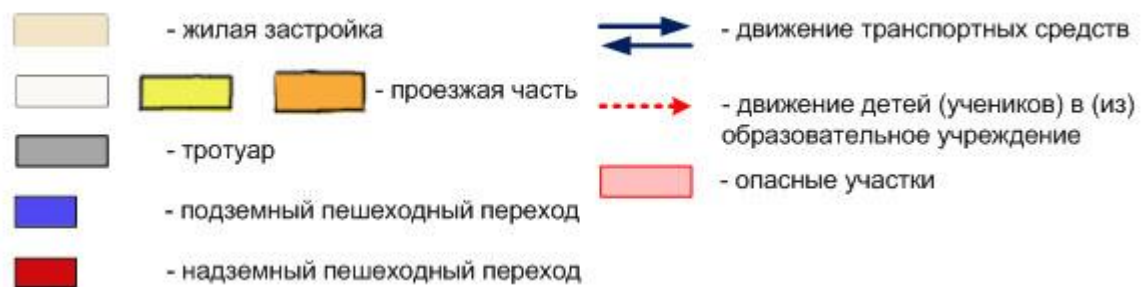 - жилая застройка
- проезжая часть
- тротуар
- подземный пешеходный переход
- надземный пешеходный переход
- движение транспортных средств
- движение детей (учеников) в (из)
образовательное учреждение
- опасные участки